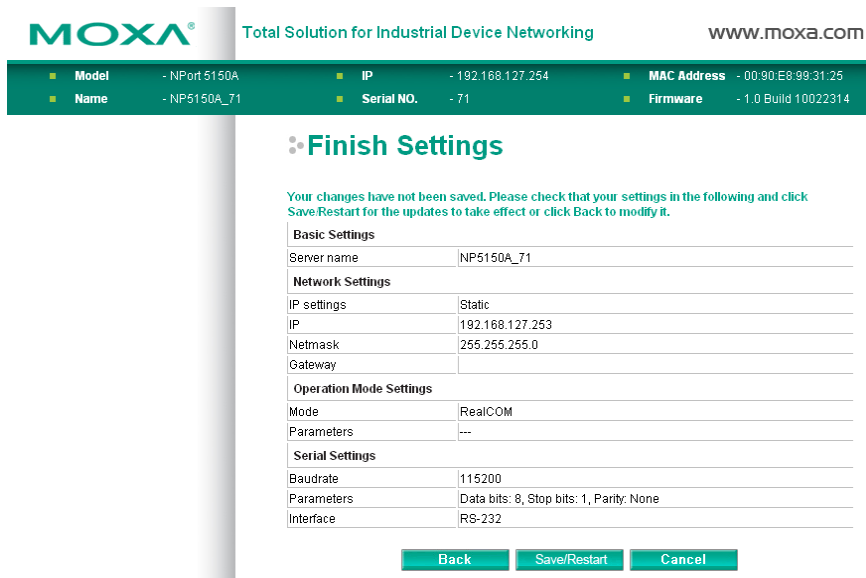 MOXA® Total Solution for Industrial Device Networking www.moxa.com
Model - NPort 5150A IP - 192.168.127.254 MAC Address - 00:90:E8:99:31:25
Name - NP5150A_71 Serial NO. - 71 Firmware - 1.0 Build 10022314
Finish Settings
Your changes have not been saved. Please check that your settings in the following and click
Save/Restart for the updates to take effect or click Back to modify it.
Basic Settings
Server name NP5150A_71
Network Settings
IP settings Static
IP 192.168.127.253
Netmask 255.255.255.0
Gateway
Operation Mode Settings
Mode RealCOM
Parameters ---
Serial Settings
Baudrate 115200
Parameters Data bits: 8, Stop bits: 1, Parity: None
Interface RS-232
Back Save/Restart Cancel